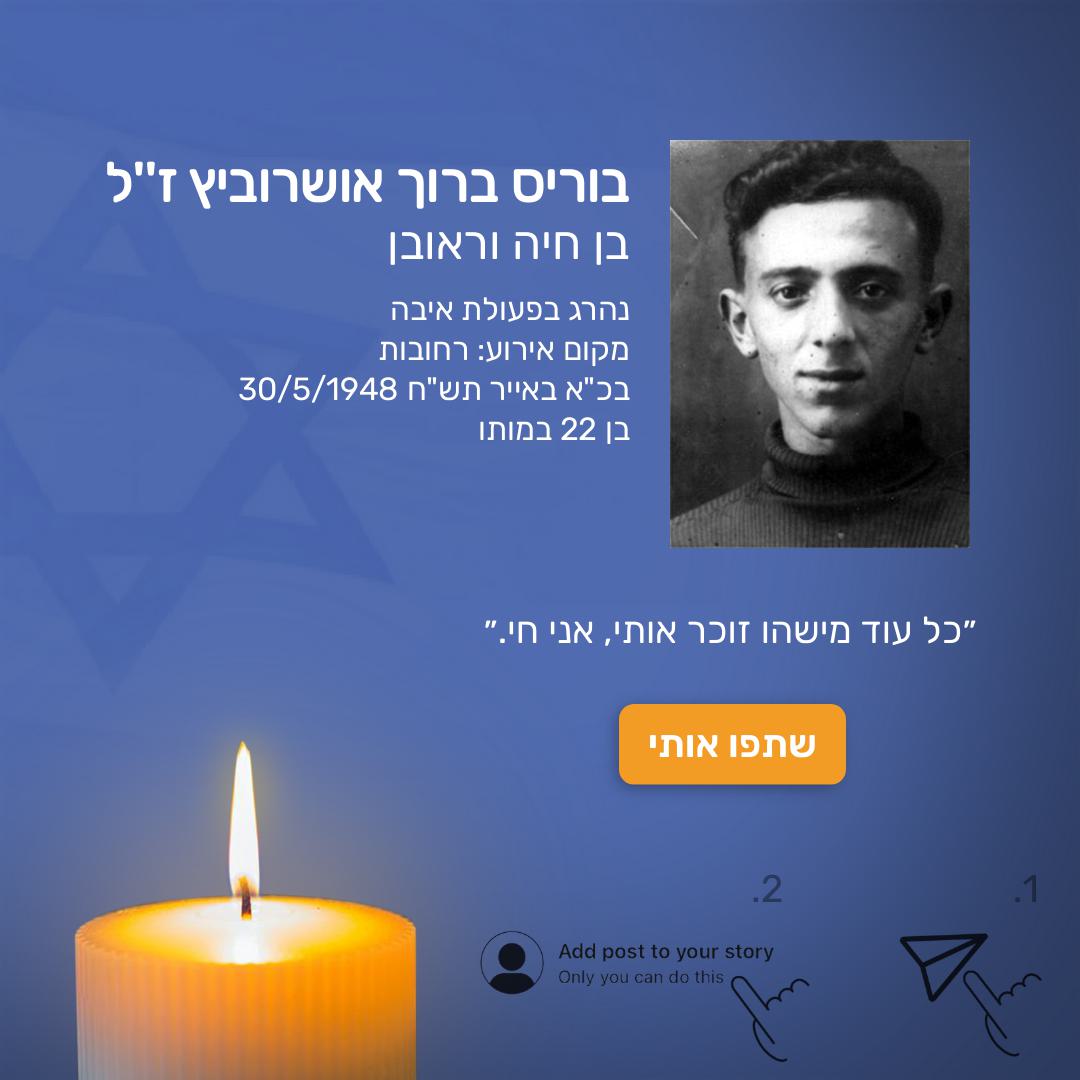 בוריס ברוך אושרוביץ ז"ל
בן חיה וראובן
נהרג בפעולת איבה
מקום אירוע: רחובות
בכ"א באייר תש"ח 30/5/1948
בן 22 במותו
״כל עוד מישהו זוכר אותי, אני חי.״
שתפו אותי
1.
2.
Add post to your story
Only you can do this